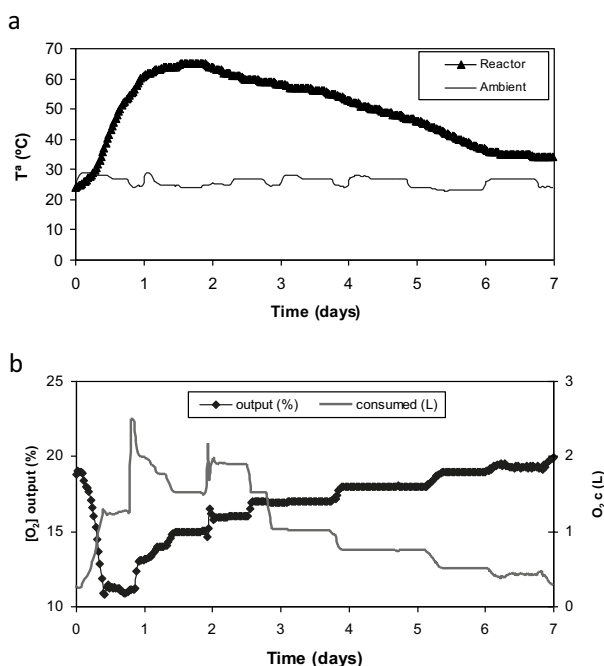 a
70
60
50
40
30
20
10
0
Tª (ºC)
Reactor
Ambient
0 1 2 3 4 5 6 7
Time (days)
b
25
20
15
10
[O₂] output (%)
output (%) consumed (L)
3
2
1
0
O, c (L)
0 1 2 3 4 5 6 7
Time (days)